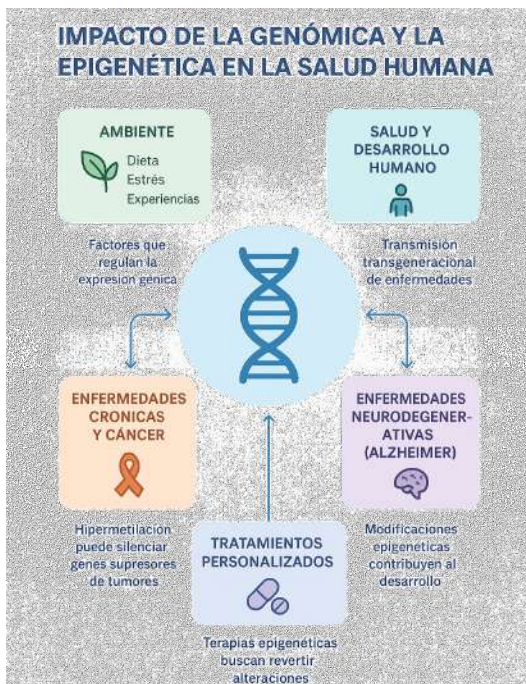 IMPACTO DE LA GENÓMICA Y LA
EPIGENÉTICA EN LA SALUD HUMANA
AMBIENTE
Dieta
Estrés
Experiencias
Factores que
regulan la
expresión génica
SALUD Y
DESARROLLO
HUMANO
Transmisión
transgeneracional
de enfermedades
ENFERMEDADES
CRONICAS
Y CÁNCER
Hipermetilación
puede silenciar
genes supresores
de tumores
ENFERMEDADES
NEURODEGENER-
ATIVAS
(ALZHEIMER)
Modificaciones
epigenéticas
contribuyen al
desarrollo
TRATAMIENTOS
PERSONALIZADOS
Terapias epigenéticas
buscan revertir
alteraciones